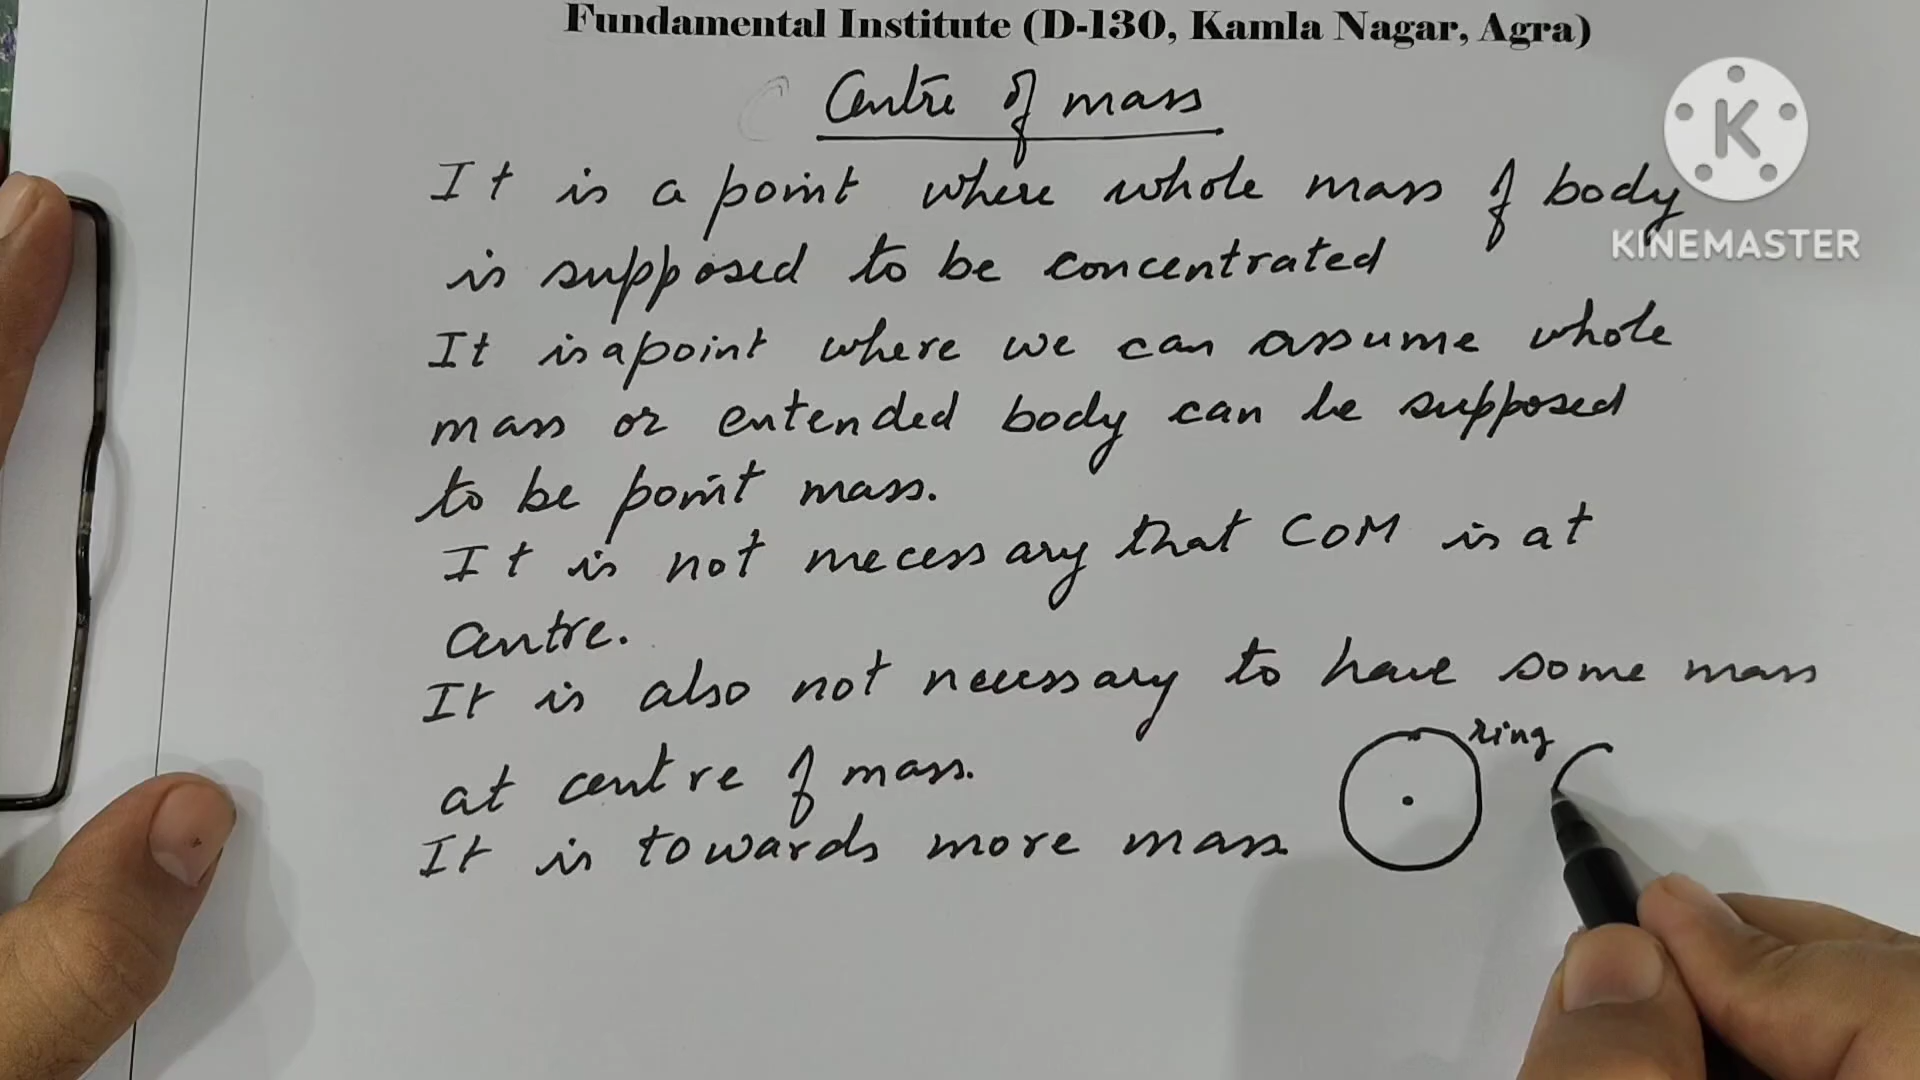 Fundamental Institute (D-130, Kamla Nagar, Agra)
Centre of mass
It is a point where whole mass of body
is supposed to be concentrated
It is a point where we can assume whole
mass or extended body can be supposed
to be point mass.
It is not necessary that COM is at
centre.
It is also not necessary to have some mass
at centre of mass.
ring
It is towards more mass
K
KINEMASTER